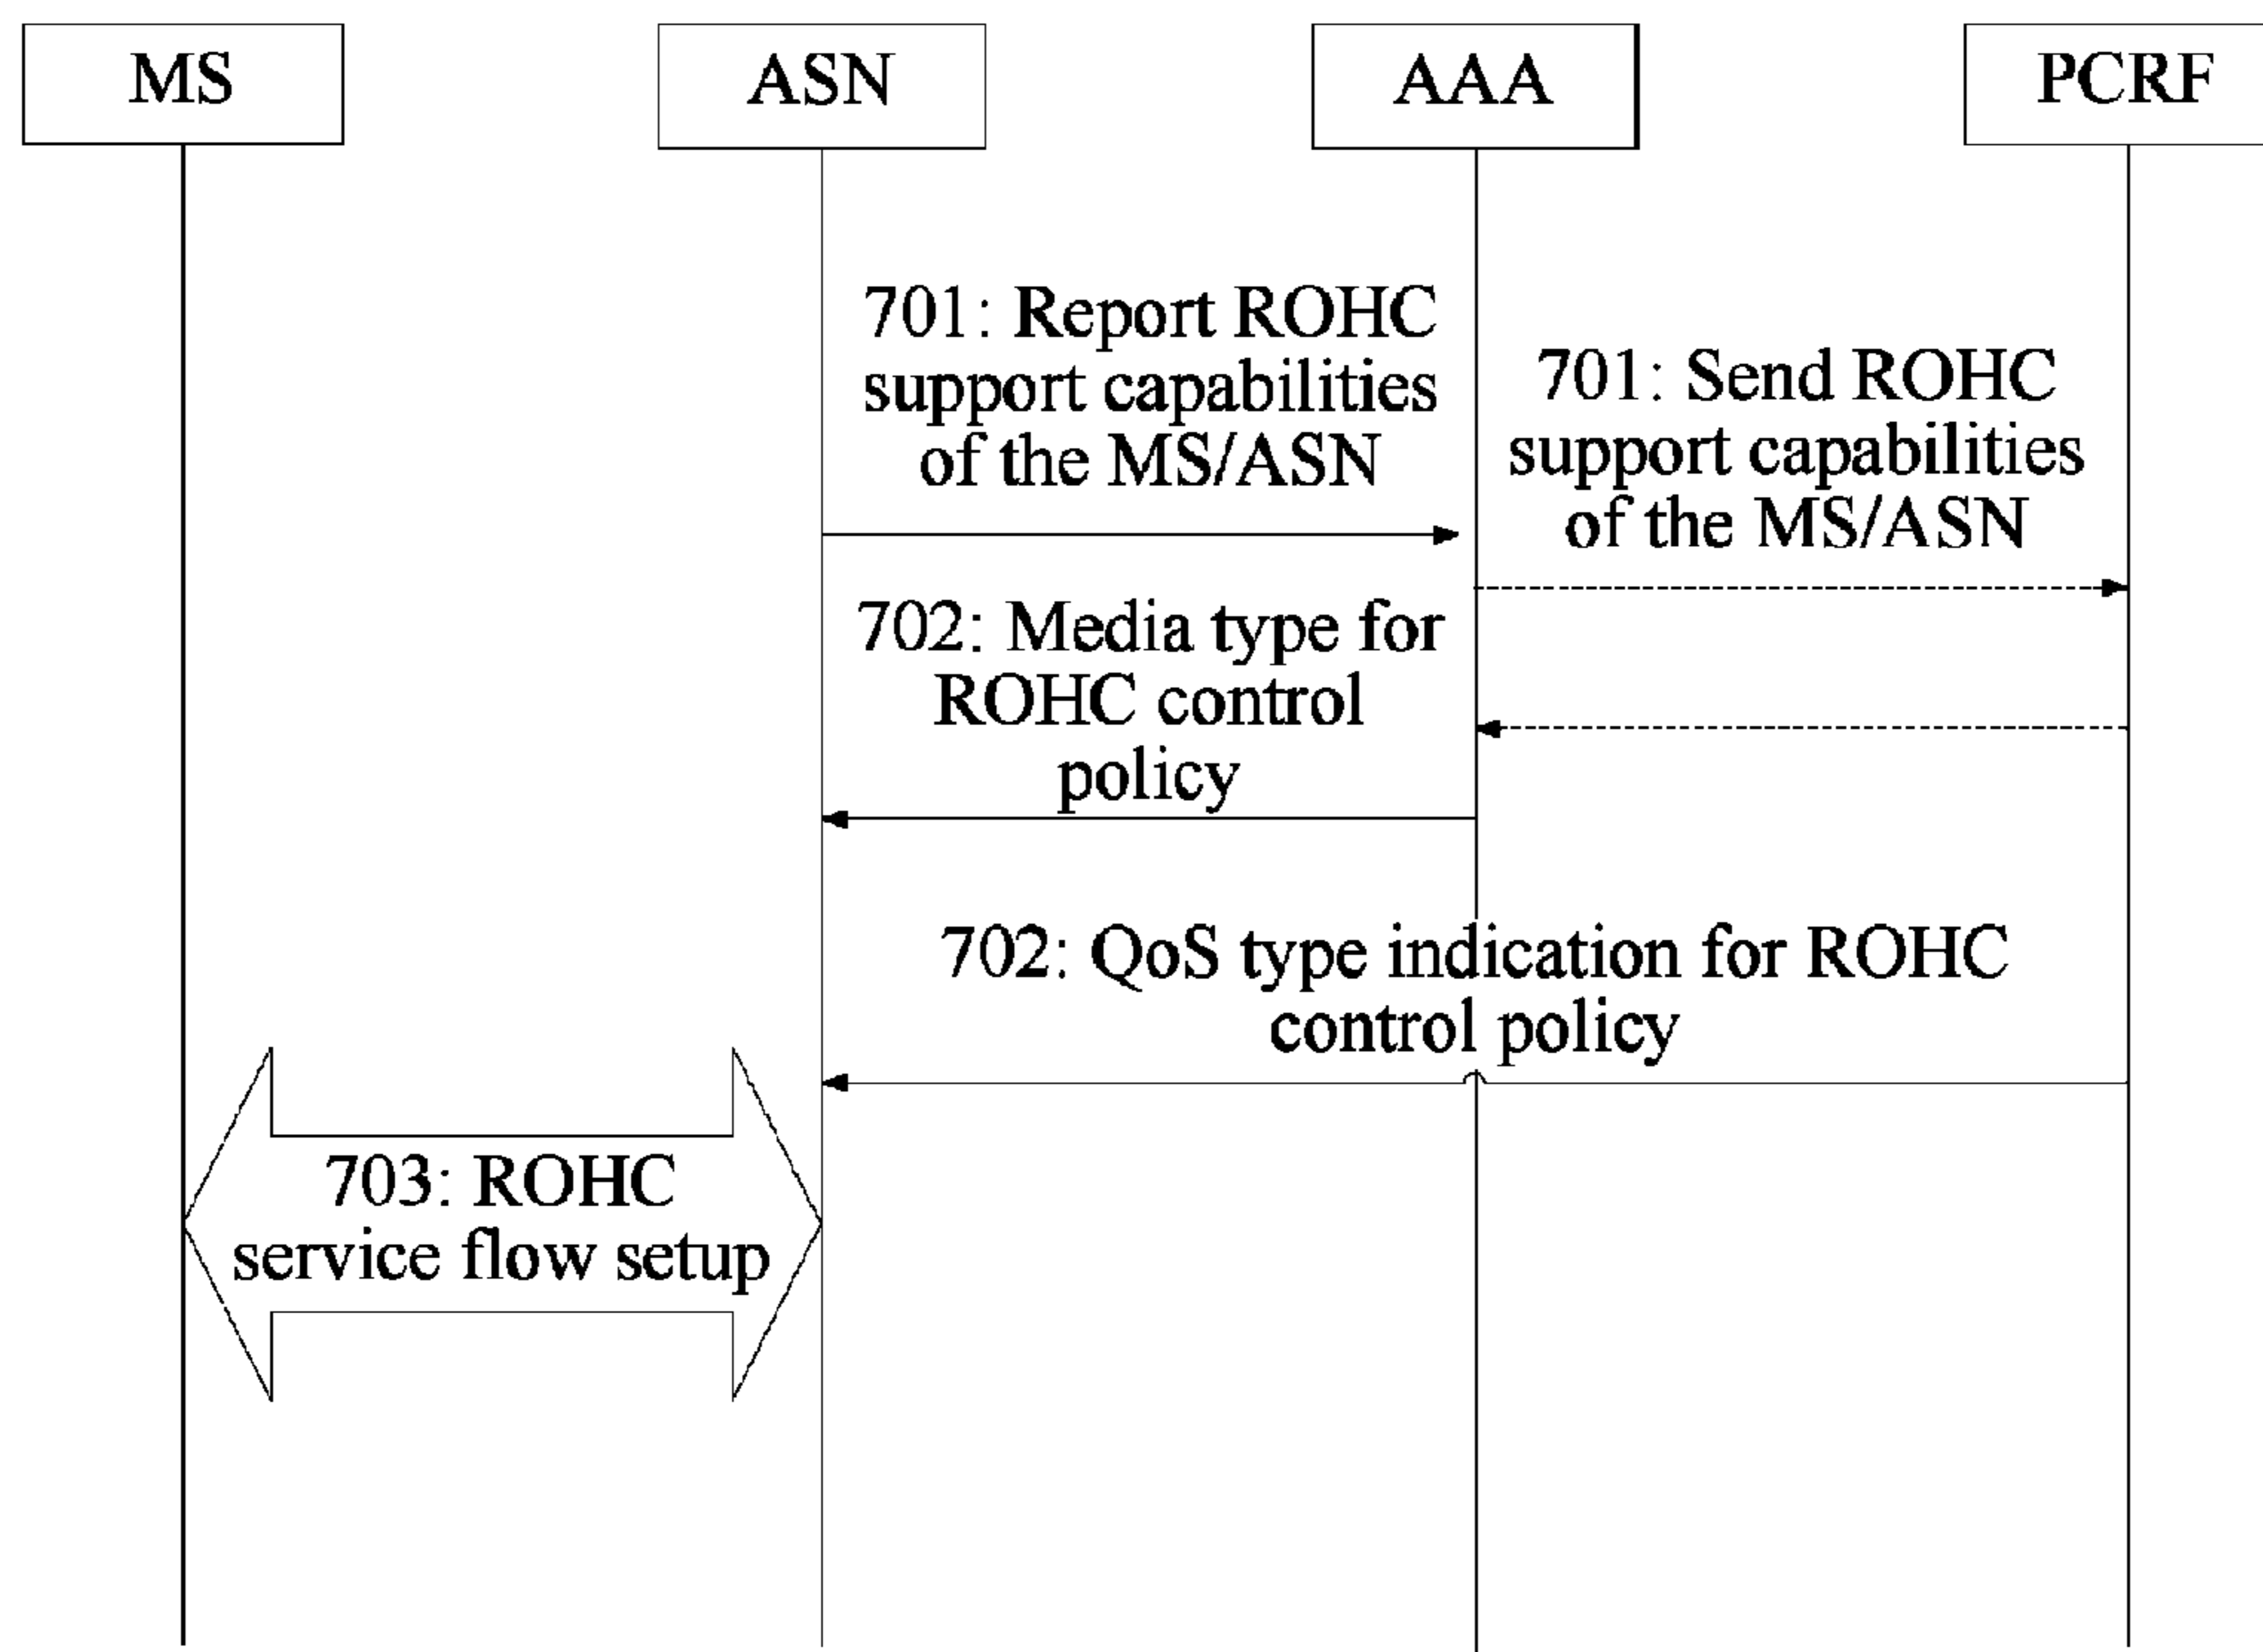 MS
ASN
AAA
PCRF
701: Report ROHC
support capabilities
of the MS/ASN
701: Send ROHC
support capabilities
of the MS/ASN
702: Media type for
ROHC control
policy
702: QoS type indication for ROHC
control policy
703: ROHC
service flow setup